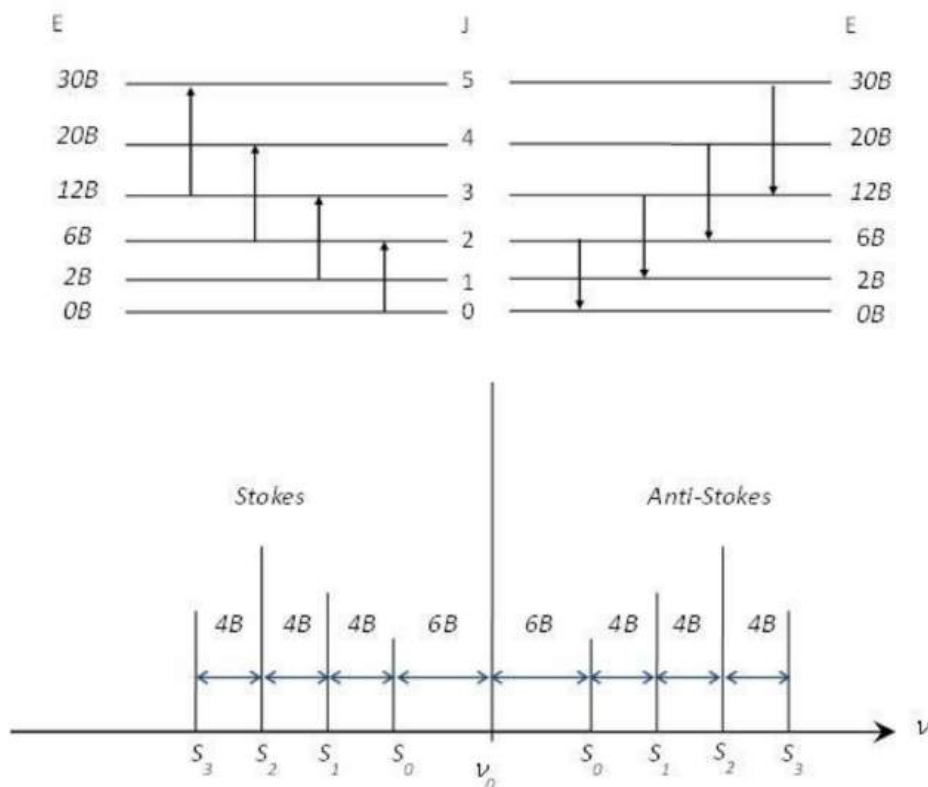 E J E
30B 5 30B
20B 4 20B
12B 3 12B
6B 2 6B
2B 1 2B
0B 0 0B
Stokes Anti-Stokes
4B 4B 4B 6B 6B 4B 4B 4B
S₃ S₂ S₁ S₀ ν₀ S₀ S₁ S₂ S₃ ν